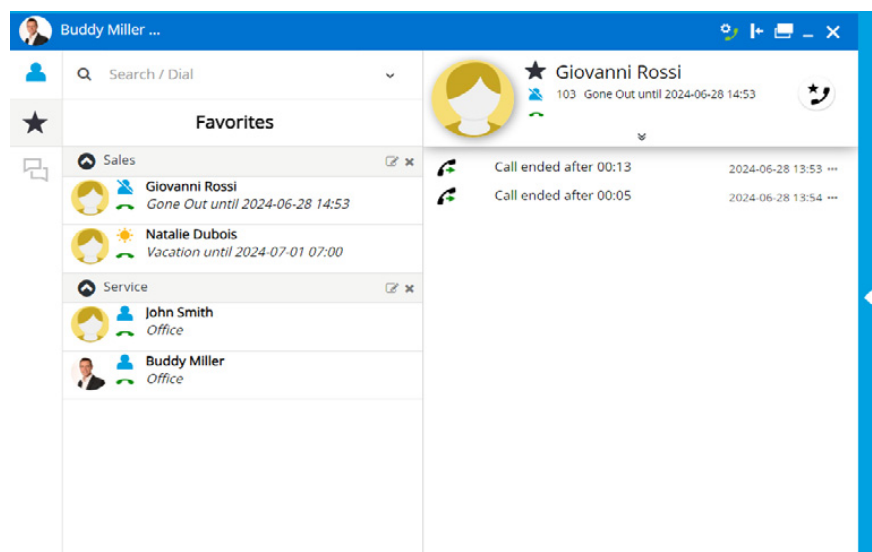 Buddy Miller ...
Search / Dial
Favorites
Sales
Giovanni Rossi
Gone Out until 2024-06-28 14:53
Natalie Dubois
Vacation until 2024-07-01 07:00
Service
John Smith
Office
Buddy Miller
Office
Giovanni Rossi
103 Gone Out until 2024-06-28 14:53
Call ended after 00:13 2024-06-28 13:53 ...
Call ended after 00:05 2024-06-28 13:54 ...